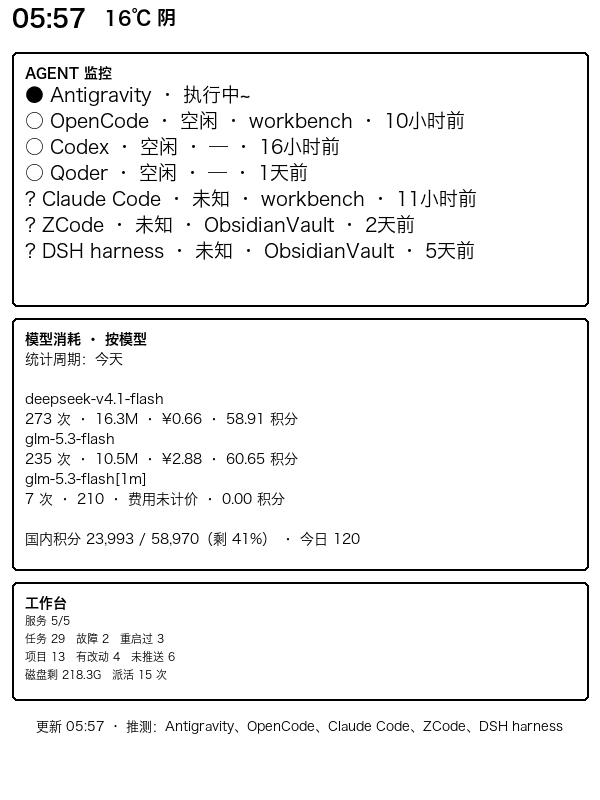 05:57 16℃ 阴
AGENT 监控
● Antigravity · 执行中~
○ OpenCode · 空闲 · workbench · 10小时前
○ Codex · 空闲 · — · 16小时前
○ Qoder · 空闲 · — · 1天前
? Claude Code · 未知 · workbench · 11小时前
? ZCode · 未知 · ObsidianVault · 2天前
? DSH harness · 未知 · ObsidianVault · 5天前
模型消耗 · 按模型
统计周期：今天
deepseek-v4.1-flash
273 次 · 16.3M · ¥0.66 · 58.91 积分
glm-5.3-flash
235 次 · 10.5M · ¥2.88 · 60.65 积分
glm-5.3-flash[1m]
7 次 · 210 · 费用未计价 · 0.00 积分
国内积分 23,993 / 58,970（剩 41%） · 今日 120
工作台
服务 5/5
任务 29 故障 2 重启过 3
项目 13 有改动 4 未推送 6
磁盘剩 218.3G 派活 15 次
更新 05:57 · 推测：Antigravity、OpenCode、Claude Code、ZCode、DSH harness